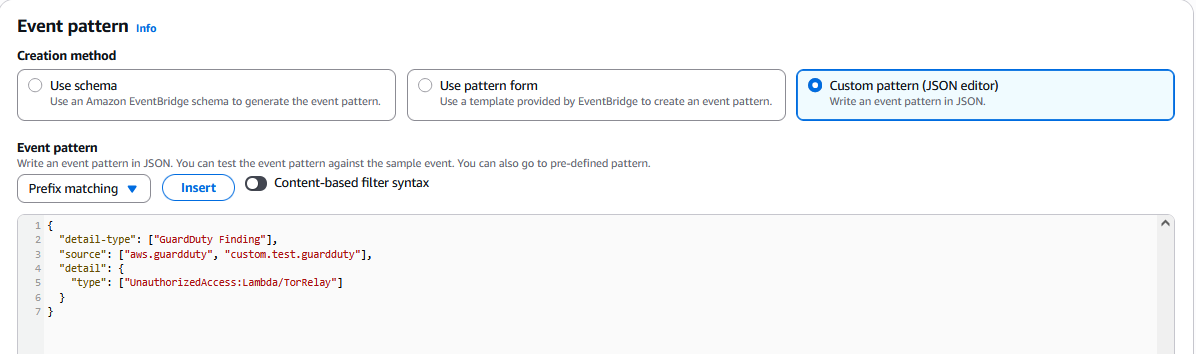 Event pattern Info
Creation method
Use schema
Use an Amazon EventBridge schema to generate the event pattern.
Use pattern form
Use a template provided by EventBridge to create an event pattern.
Custom pattern (JSON editor)
Write an event pattern in JSON.
Event pattern
Write an event pattern in JSON. You can test the event pattern against the sample event. You can also go to pre-defined pattern.
Prefix matching Insert Content-based filter syntax
1 {
2 "detail-type": ["GuardDuty Finding"],
3 "source": ["aws.guardduty", "custom.test.guardduty"],
4 "detail": {
5 "type": ["UnauthorizedAccess:Lambda/TorRelay"]
6 }
7 }